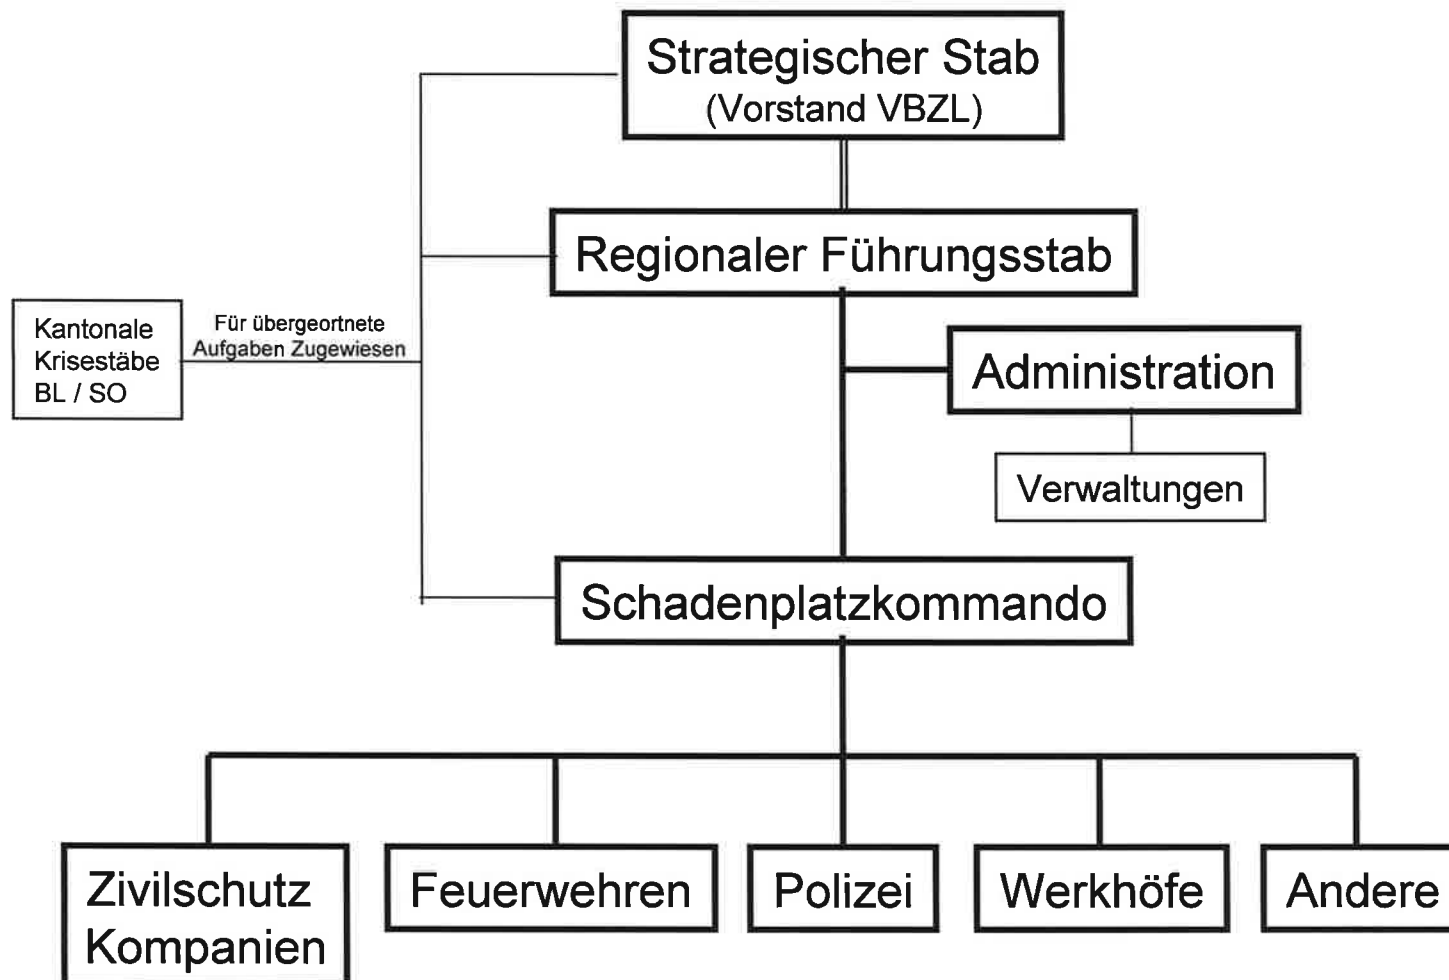 Strategischer Stab
(Vorstand VBZL)
Regionaler Führungsstab
Kantonale
Krisestäbe
BL / SO
Für übergeortnete
Aufgaben Zugewiesen
Administration
Verwaltungen
Schadenplatzkommando
Zivilschutz
Kompanien
Feuerwehren
Polizei
Werkhöfe
Andere